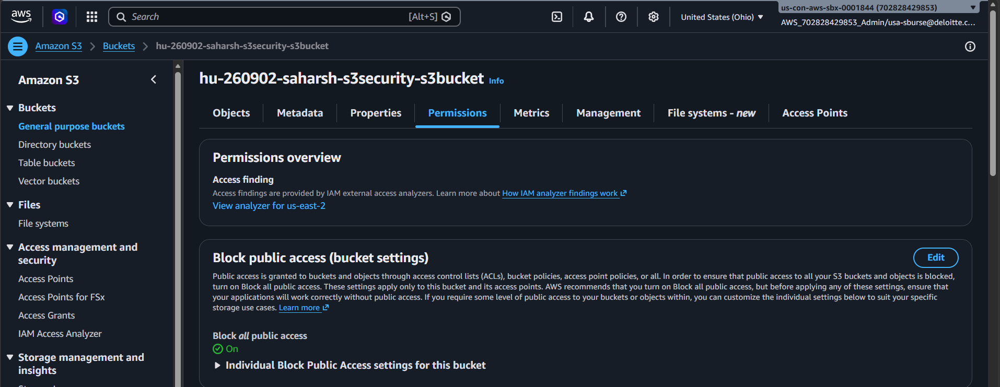 aws
Search
[Alt+S]
United States (Ohio)
us-con-aws-sbx-0001844 (702828429853)
AWS_702828429853_Admin/usa-sburse@deloitte.c...
Amazon S3
Buckets
hu-260902-saharsh-s3security-s3bucket
Amazon S3
Buckets
General purpose buckets
Directory buckets
Table buckets
Vector buckets
Files
File systems
Access management and
security
Access Points
Access Points for FSx
Access Grants
IAM Access Analyzer
Storage management and
insights
hu-260902-saharsh-s3security-s3bucket Info
Objects
Metadata
Properties
Permissions
Metrics
Management
File systems - new
Access Points
Permissions overview
Access finding
Access findings are provided by IAM external access analyzers. Learn more about How IAM analyzer findings work
View analyzer for us-east-2
Block public access (bucket settings)
Edit
Public access is granted to buckets and objects through access control lists (ACLs), bucket policies, access point policies, or all. In order to ensure that public access to all your S3 buckets and objects is blocked,
turn on Block all public access. These settings apply only to this bucket and its access points. AWS recommends that you turn on Block all public access, but before applying any of these settings, ensure that
your applications will work correctly without public access. If you require some level of public access to your buckets or objects within, you can customize the individual settings below to suit your specific
storage use cases. Learn more
Block all public access
On
Individual Block Public Access settings for this bucket